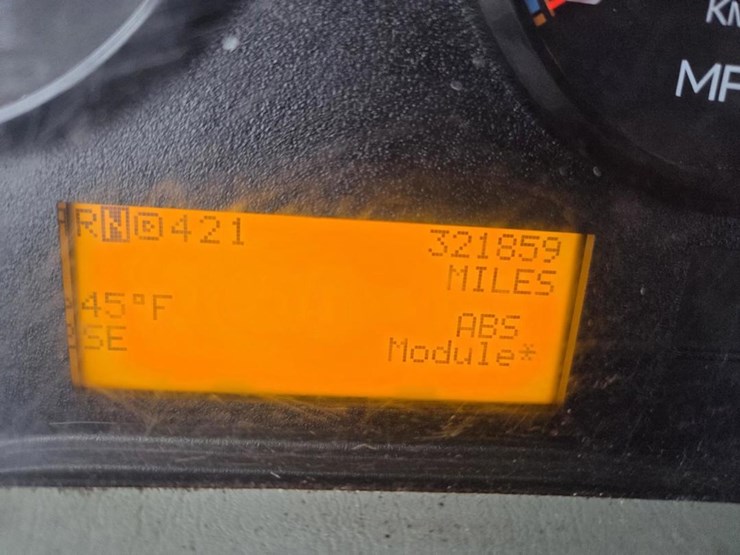 RND421
321859
MILES
45°F
SE
ABS
Module*